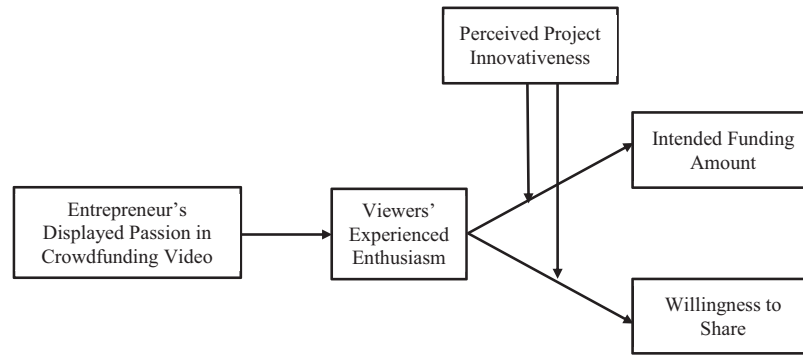 Perceived Project
Innovativeness
Intended Funding
Amount
Entrepreneur's
Displayed Passion in
Crowdfunding Video
Viewers'
Experienced
Enthusiasm
Willingness to
Share